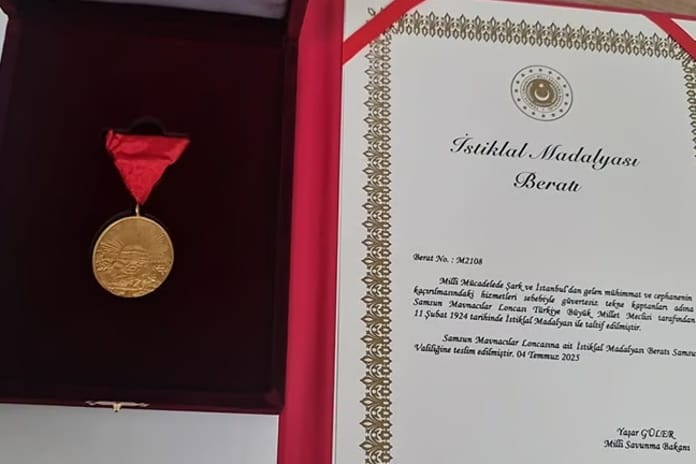 İstiklal Madalyası
Beratı
Berat No. : M2108
Milli Mücadelede Şark ve İstanbul'dan gelen mühimmat ve cephanenin
kaçırılmasındaki hizmetleri sebebiyle güvertesiz tekne kaptanları adına
Samsun Mavnacılar Loncası Türkiye Büyük Millet Meclisi tarafından
11 Şubat 1924 tarihinde İstiklal Madalyası ile taltif edilmiştir.
Samsun Mavnacılar Loncasına ait İstiklal Madalyası Beratı Samsu
Valiliğine teslim edilmiştir. 04 Temmuz 2025
Yaşar GÜLER
Milli Savunma Bakanı